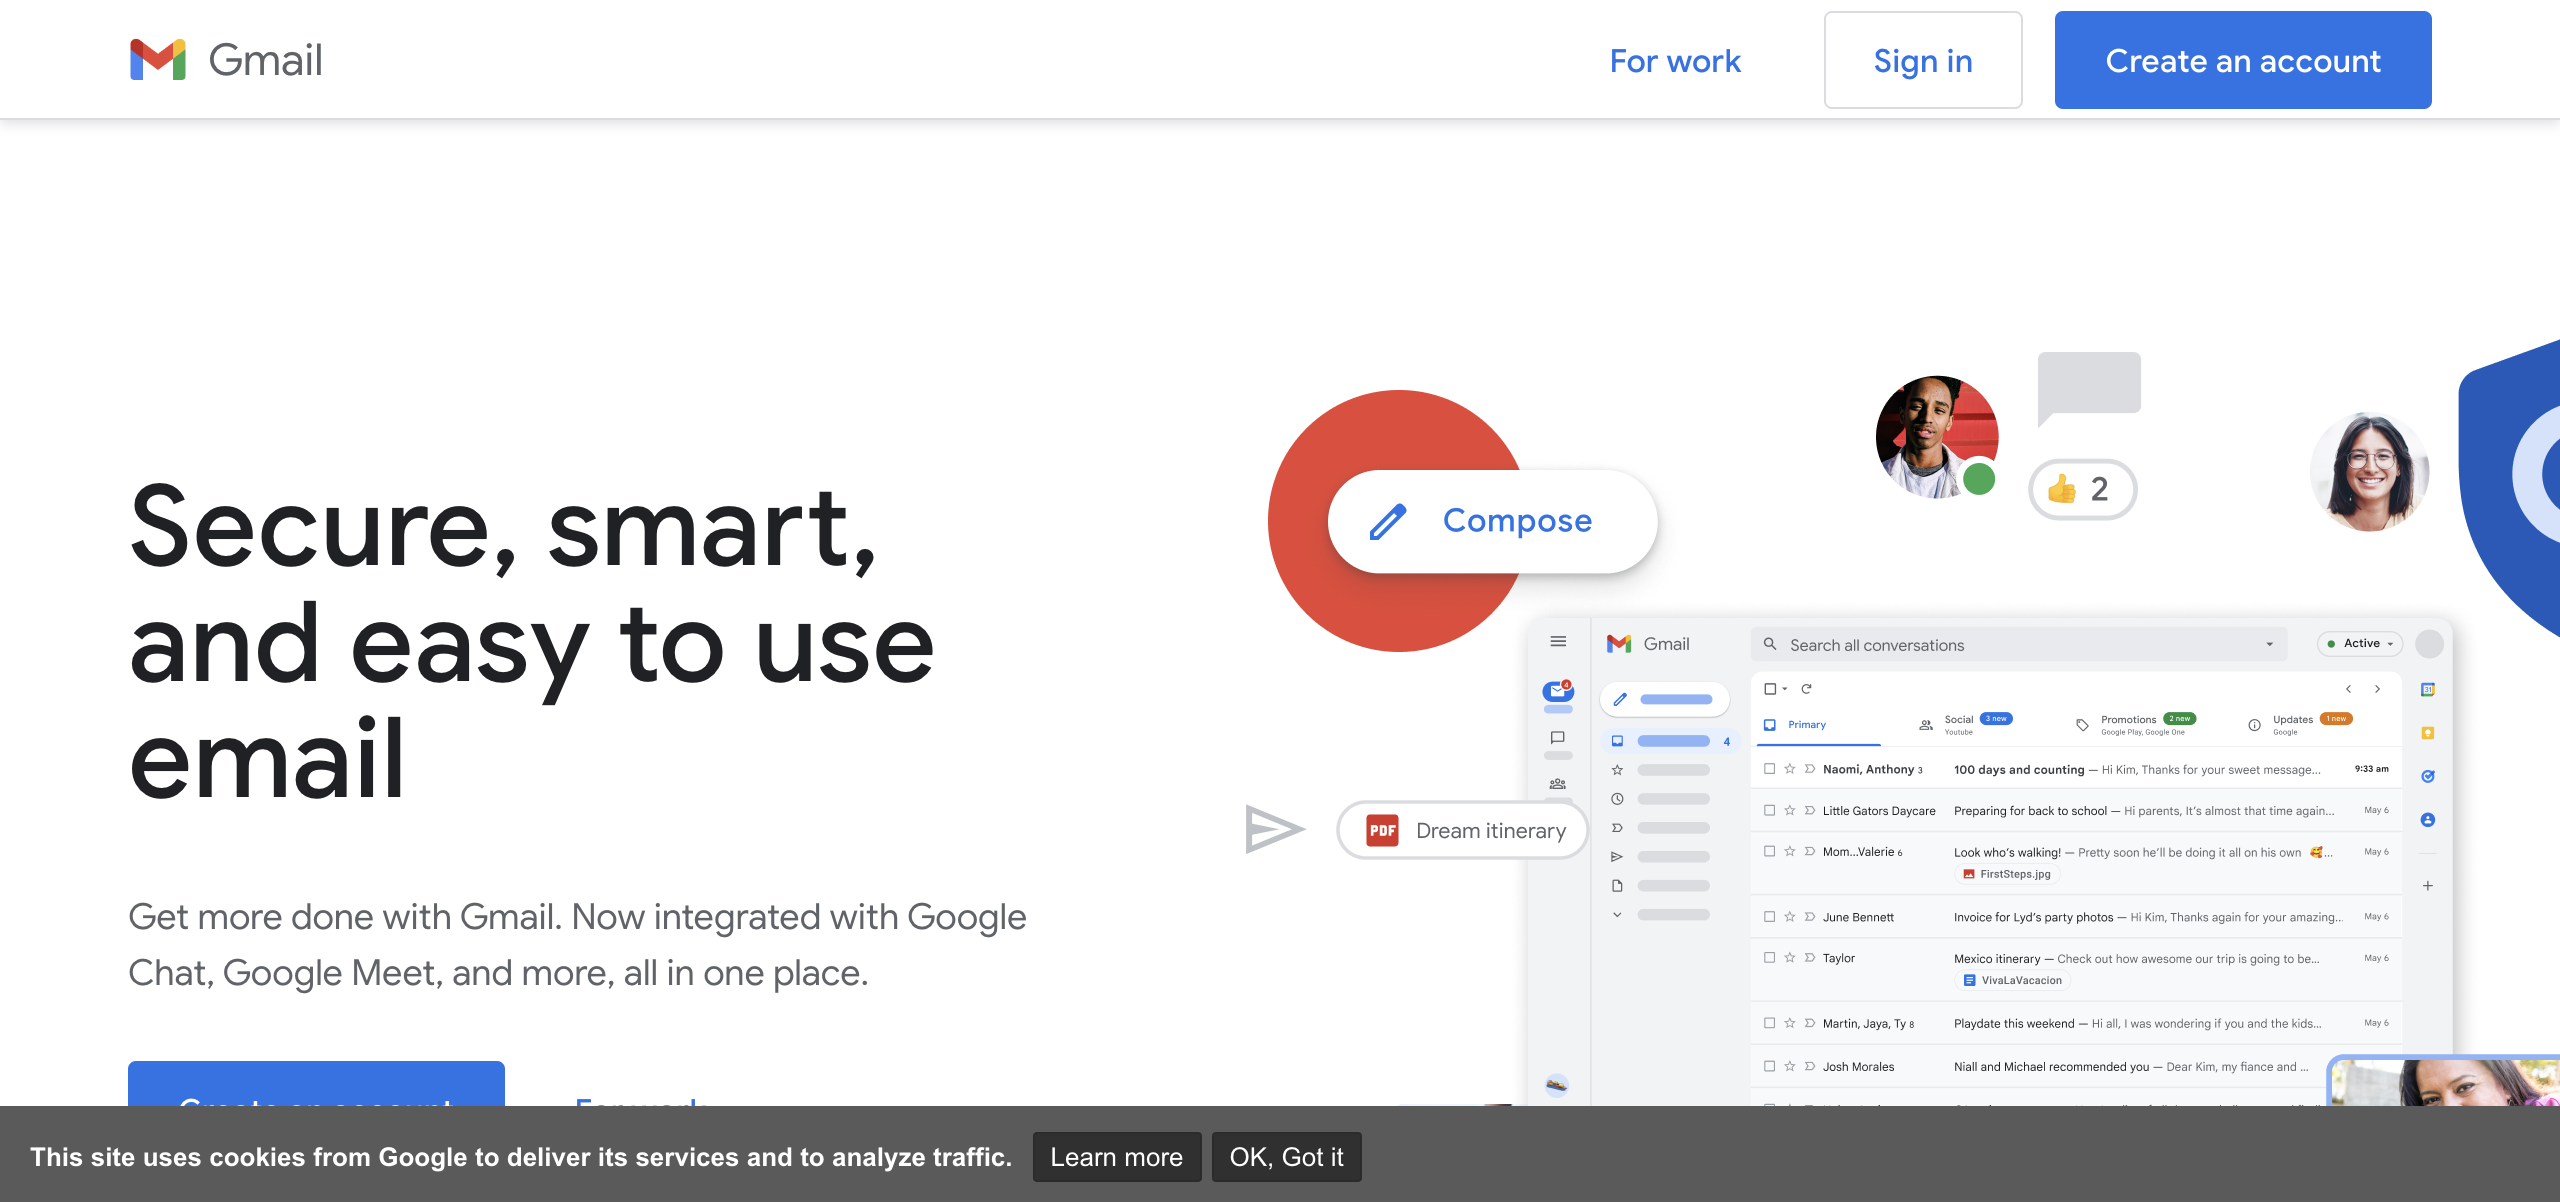 Gmail
For work
Sign in
Create an account
Secure, smart,
and easy to use
email
Get more done with Gmail. Now integrated with Google
Chat, Google Meet, and more, all in one place.
Create an account
For work
2
Compose
PDF Dream itinerary
Gmail
Search all conversations
Active
4
4
31
Primary
Social 3 new
Youtube
Promotions 2 new
Google Play, Google One
Updates 1 new
Google
Naomi, Anthony 3 100 days and counting — Hi Kim, Thanks for your sweet message... 9:33 am
Little Gators Daycare Preparing for back to school — Hi parents, It's almost that time again... May 6
Mom...Valerie 6 Look who's walking! — Pretty soon he'll be doing it all on his own 🥰... May 6
FirstSteps.jpg
June Bennett Invoice for Lyd's party photos — Hi Kim, Thanks again for your amazing... May 6
Taylor Mexico itinerary — Check out how awesome our trip is going to be... May 6
VivaLaVacacion
Martin, Jaya, Ty 8 Playdate this weekend — Hi all, I was wondering if you and the kids... May 6
Josh Morales Niall and Michael recommended you — Dear Kim, my fiance and ...
This site uses cookies from Google to deliver its services and to analyze traffic.
Learn more
OK, Got it